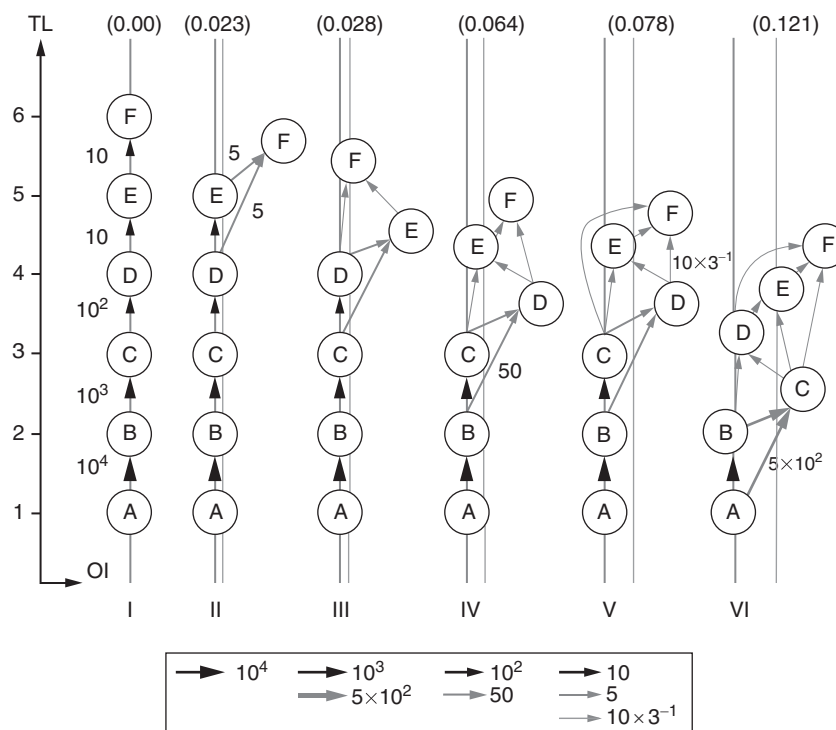 TL (0.00) (0.023) (0.028) (0.064) (0.078) (0.121)
6 F
F
10 5
F
F
F
5 E E 5
E
E E F
10
4 D D D
E
10×3⁻¹
10² D D
D
3 C C C C C
50
10³ C
2 B B B B B B
10⁴ 5×10²
1 A A A A A A
OI
I II III IV V VI
10⁴ 10³ 10² 10
5×10² 50 5
10×3⁻¹